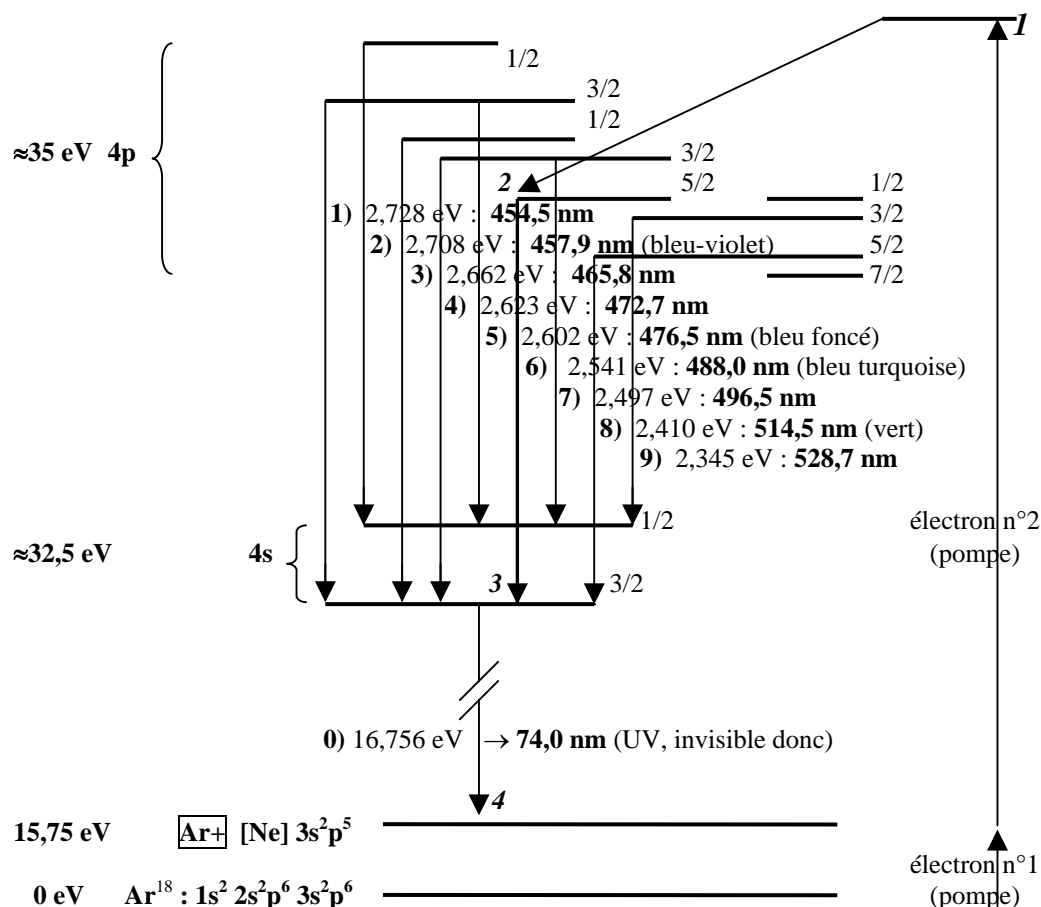 1
1/2
3/2
1/2
≈35 eV 4p
3/2
2
5/2
1/2
1) 2,728 eV : 454,5 nm
3/2
2) 2,708 eV : 457,9 nm (bleu-violet)
5/2
3) 2,662 eV : 465,8 nm
7/2
4) 2,623 eV : 472,7 nm
5) 2,602 eV : 476,5 nm (bleu foncé)
6) 2,541 eV : 488,0 nm (bleu turquoise)
7) 2,497 eV : 496,5 nm
8) 2,410 eV : 514,5 nm (vert)
9) 2,345 eV : 528,7 nm
1/2
électron n°2
(pompe)
≈32,5 eV 4s
3
3/2
0) 16,756 eV → 74,0 nm (UV, invisible donc)
4
15,75 eV Ar+ [Ne] 3s²p⁵
électron n°1
(pompe)
0 eV Ar¹⁸ : 1s² 2s²p⁶ 3s²p⁶